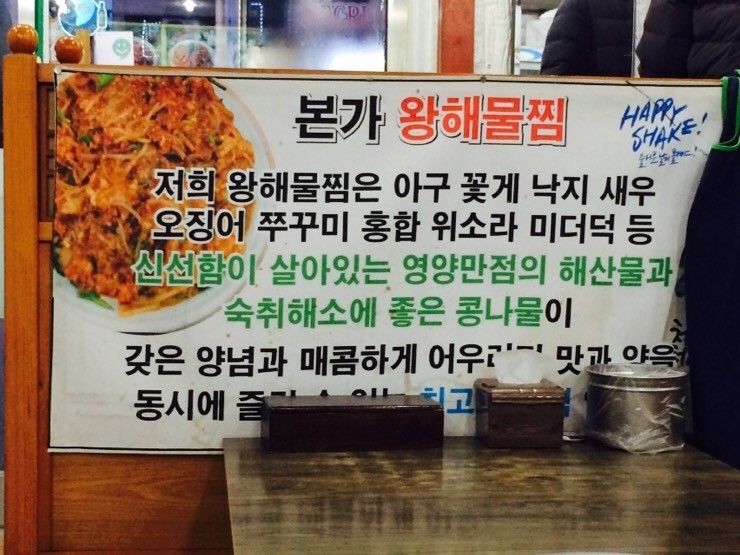 본가 왕해물찜
HAPPY
SHAKE!
저희 왕해물찜은 아구 꽃게 낙지 새우
오징어 쭈꾸미 홍합 위소라 미더덕 등
신선함이 살아있는 영양만점의 해산물과
숙취해소에 좋은 콩나물이
갖은 양념과 매콤하게 맛과
동시에